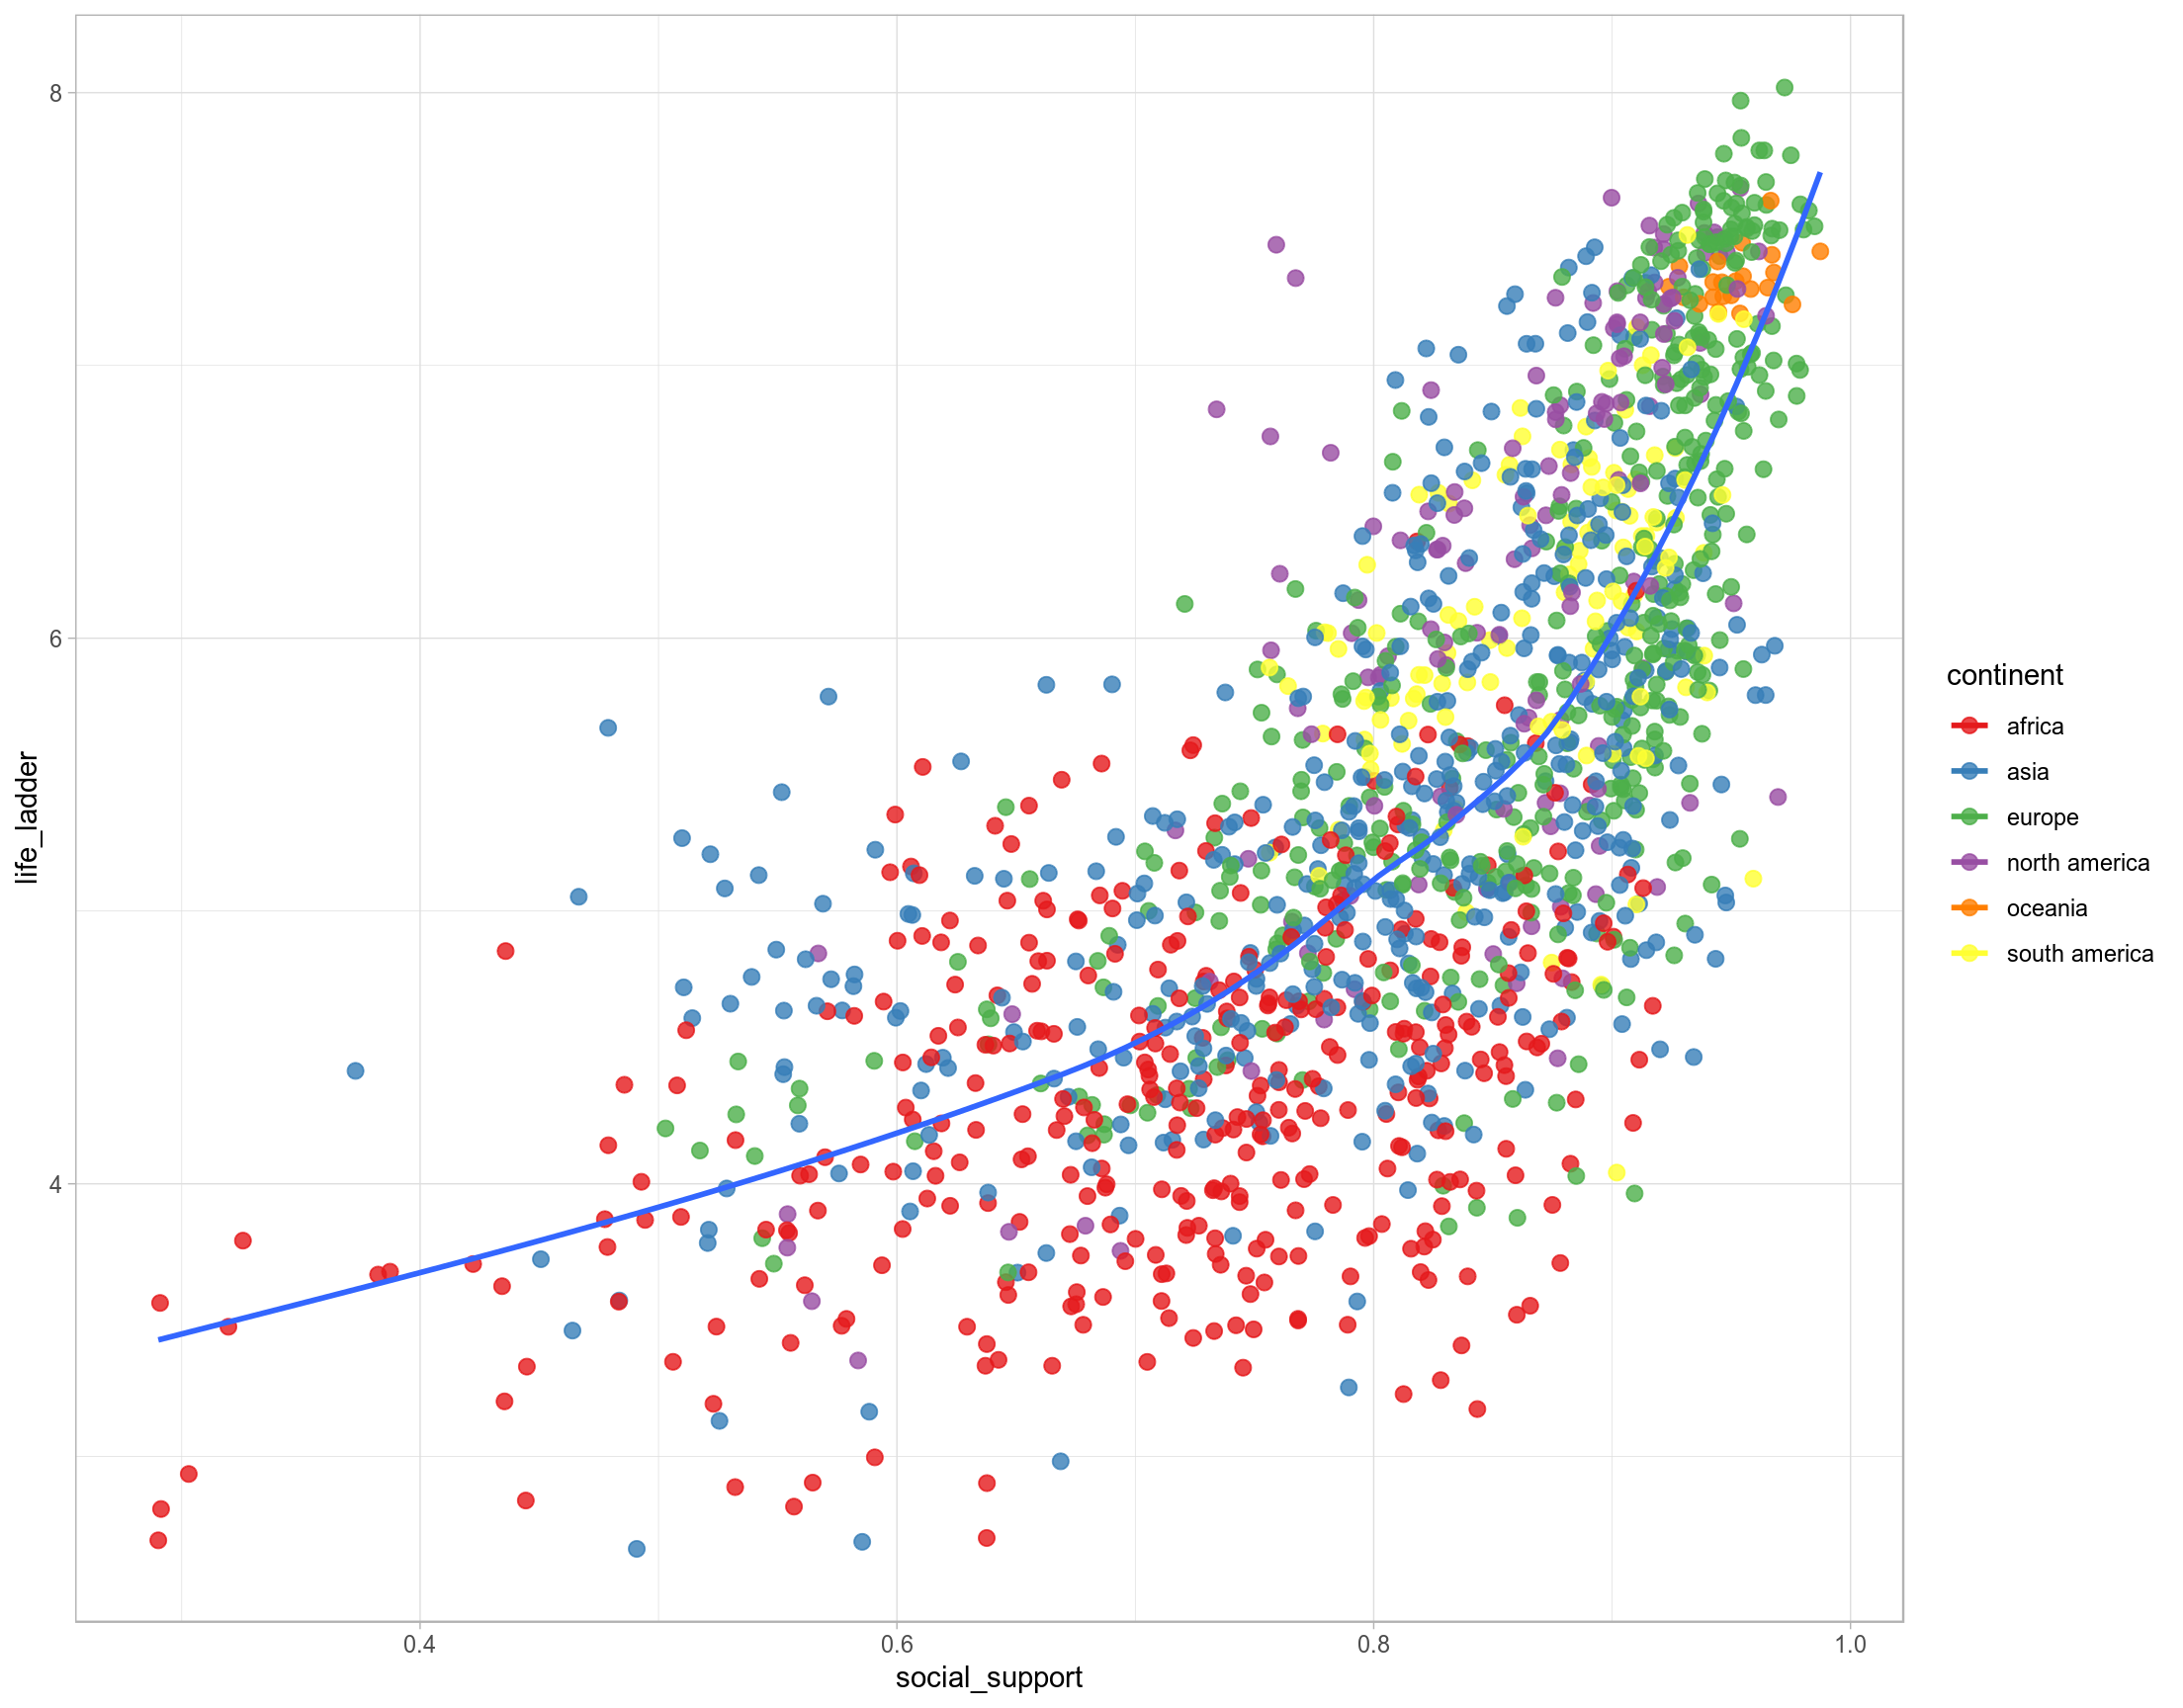 8
6
4
life_ladder
0.4
0.6
0.8
1.0
social_support
continent
africa
asia
europe
north america
oceania
south america